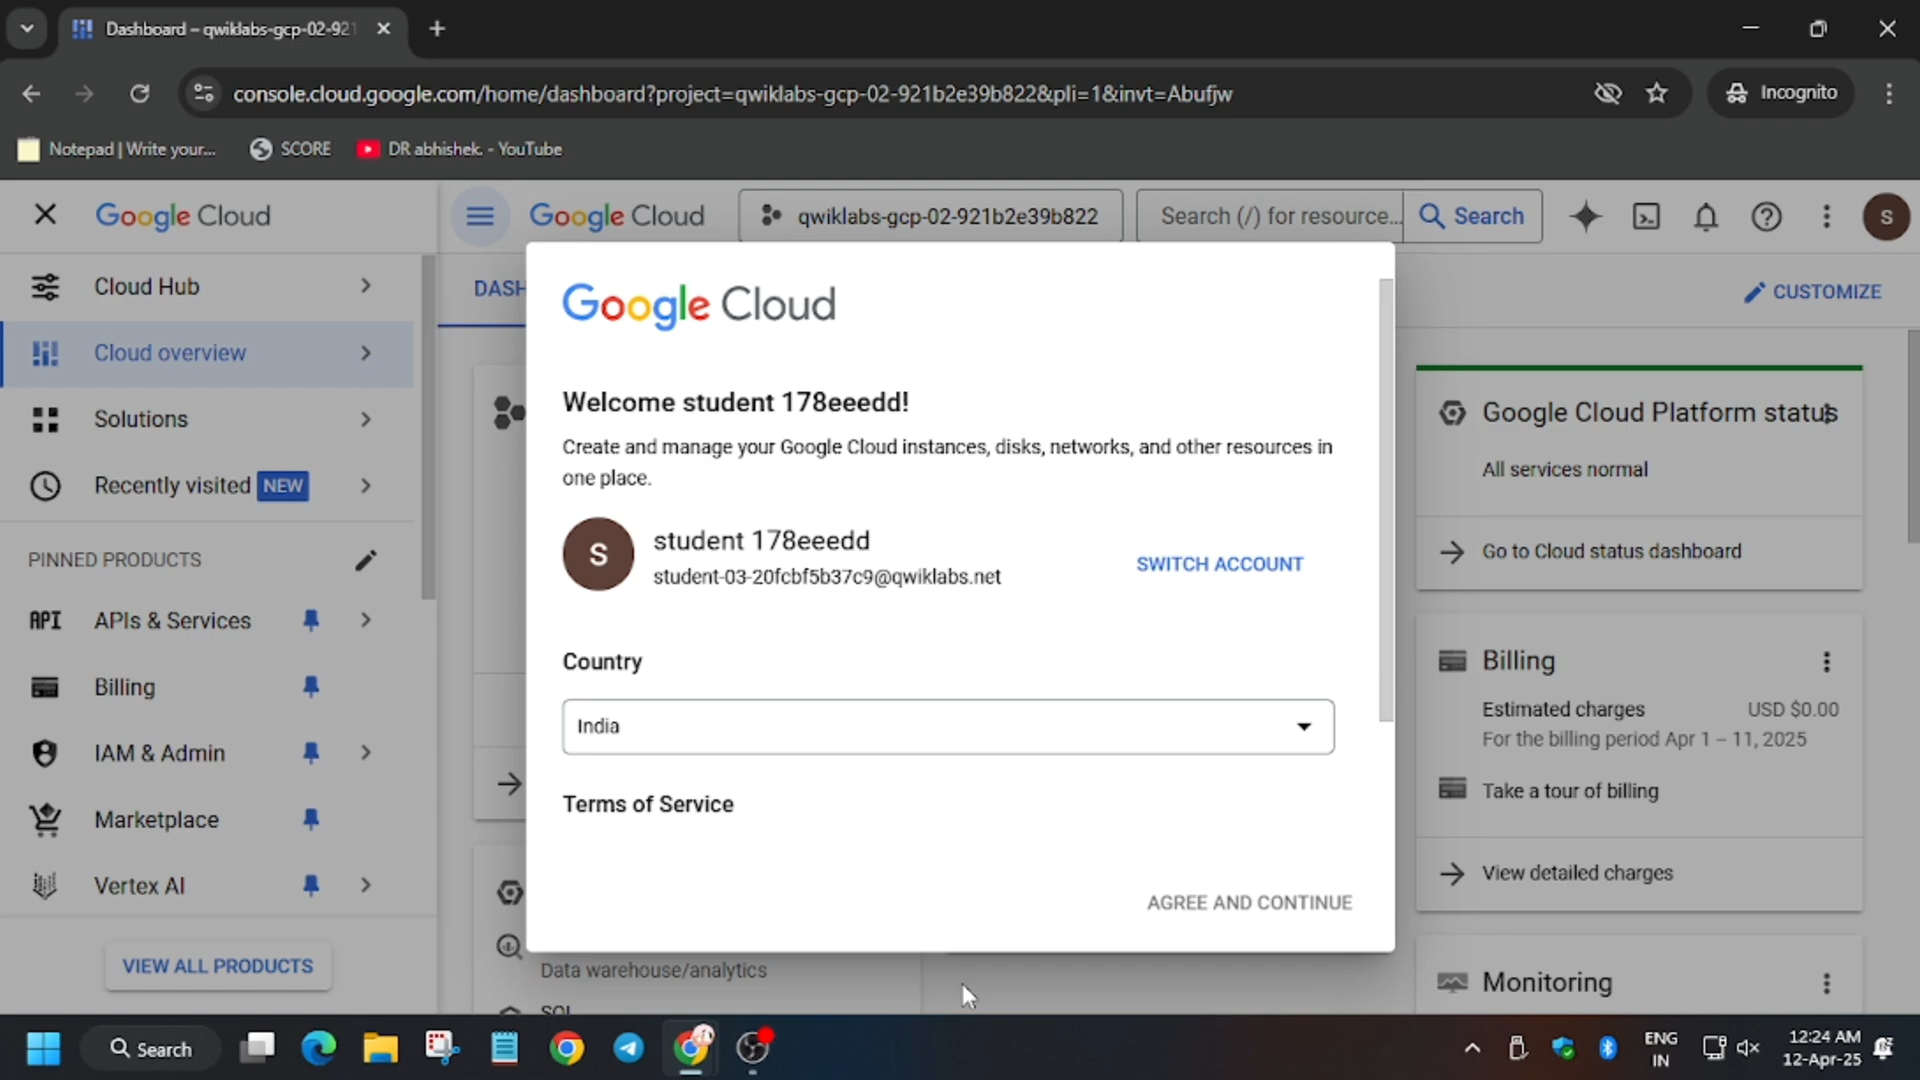 Dashboard – qwiklabs-gcp-02-921
console.cloud.google.com/home/dashboard?project=qwiklabs-gcp-02-921b2e39b822&pli=1&invt=Abufjw
Incognito
Notepad | Write your...
SCORE
DR abhishek. - YouTube
Google Cloud
Google Cloud
qwiklabs-gcp-02-921b2e39b822
Search (/) for resource...
Search
S
Cloud Hub
Cloud overview
Solutions
Recently visited NEW
PINNED PRODUCTS
API APIs & Services
Billing
IAM & Admin
Marketplace
Vertex AI
VIEW ALL PRODUCTS
DASH
CUSTOMIZE
Google Cloud
Welcome student 178eeedd!
Create and manage your Google Cloud instances, disks, networks, and other resources in
one place.
S
student 178eeedd
student-03-20fcbf5b37c9@qwiklabs.net
SWITCH ACCOUNT
Country
India
Terms of Service
AGREE AND CONTINUE
Data warehouse/analytics
SQL
Google Cloud Platform status
All services normal
Go to Cloud status dashboard
Billing
Estimated charges USD $0.00
For the billing period Apr 1 – 11, 2025
Take a tour of billing
View detailed charges
Monitoring
Search
ENG
IN
12:24 AM
12-Apr-25